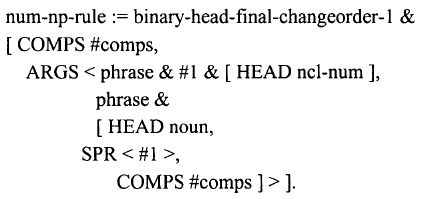 num-np-rule := binary-head-final-changeorder-1 &
[ COMPS #comps,
ARGS < phrase & #1 & [ HEAD ncl-num ],
phrase &
[ HEAD noun,
SPR < #1 >,
COMPS #comps ] > ].